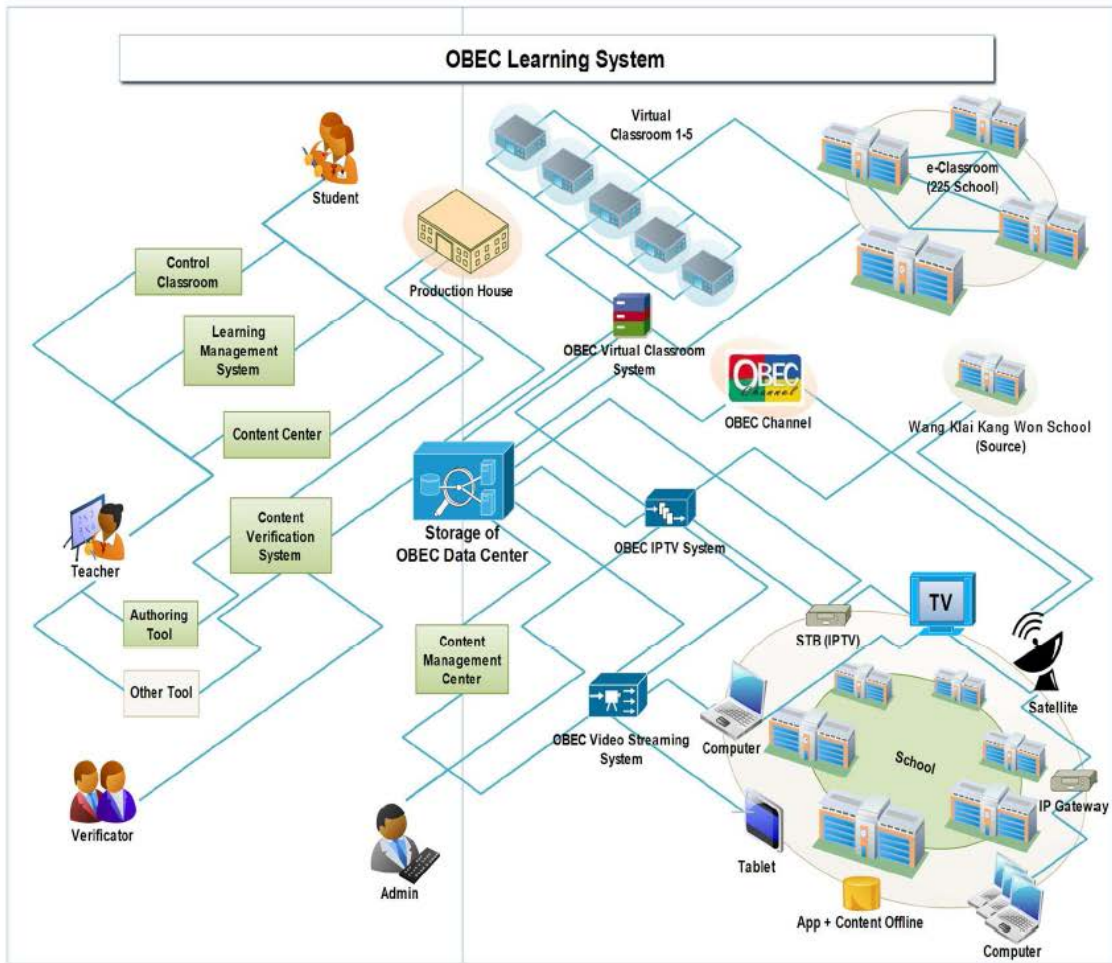 OBEC Learning System
Student
Virtual
Classroom 1-5
e-Classroom
(225 School)
Control
Classroom
Production House
Learning
Management
System
OBEC Virtual Classroom
System
OBEC
Channel
OBEC Channel
Wang Klai Kang Won School
(Source)
Content Center
Content
Verification
System
Storage of
OBEC Data Center
OBEC IPTV System
Teacher
Authoring
Tool
Other Tool
Content
Management
Center
TV
STB (IPTV)
Satellite
OBEC Video Streaming
System
Computer
School
IP Gateway
Verificator
Admin
Tablet
App + Content Offline
Computer